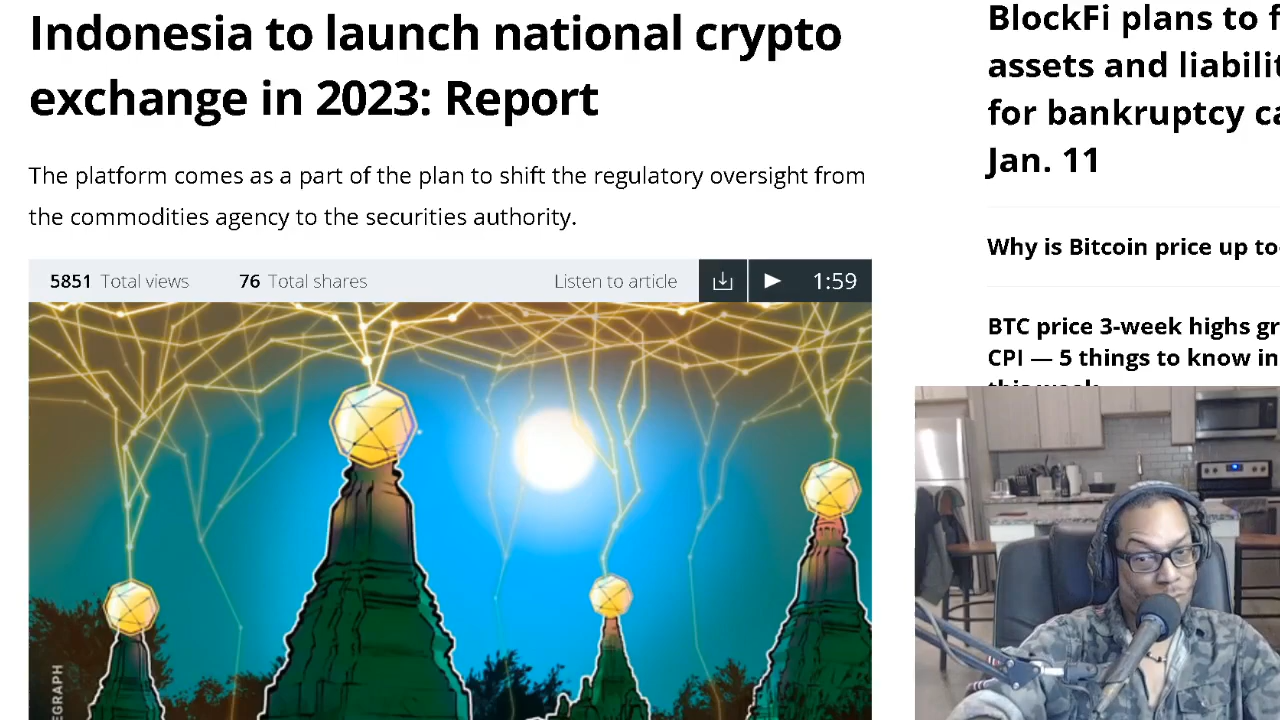 Indonesia to launch national crypto
exchange in 2023: Report
The platform comes as a part of the plan to shift the regulatory oversight from
the commodities agency to the securities authority.
5851 Total views 76 Total shares Listen to article 1:59
EGRAPH
BlockFi plans to f
assets and liabilit
for bankruptcy ca
Jan. 11
Why is Bitcoin price up to
BTC price 3-week highs gr
CPI — 5 things to know in
this week